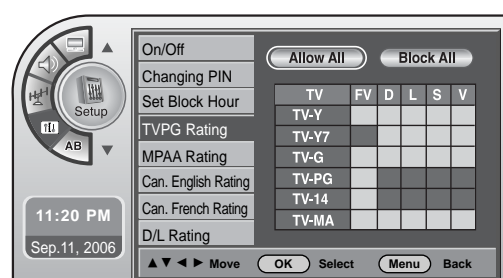 On/Off
Changing PIN
Set Block Hour
TVPG Rating
MPAA Rating
Can. English Rating
Can. French Rating
D/L Rating
Setup
AB
11:20 PM
Sep.11, 2006
Allow All
Block All
TV FV D L S V
TV-Y
TV-Y7
TV-G
TV-PG
TV-14
TV-MA
▲▼◄► Move OK Select Menu Back